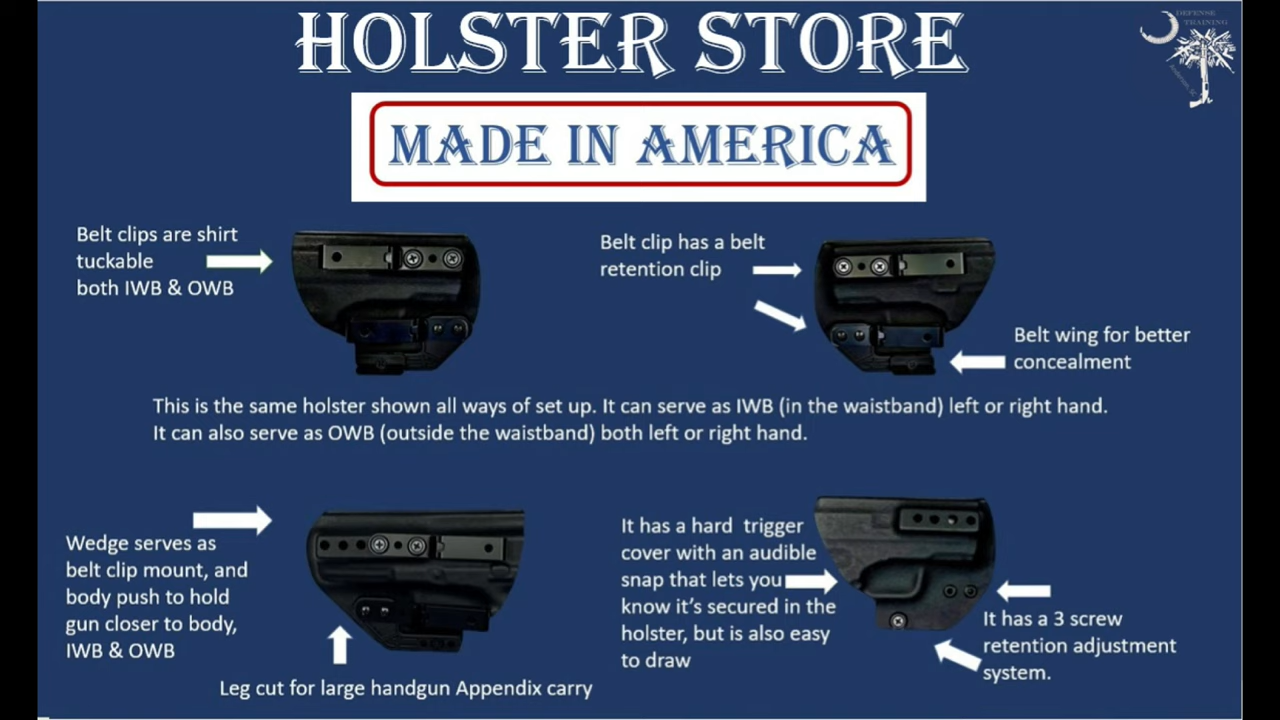 HOLSTER STORE
DEFENSE
TRAINING
Anderson, SC
MADE IN AMERICA
Belt clips are shirt
tuckable
both IWB & OWB
Belt clip has a belt
retention clip
Belt wing for better
concealment
This is the same holster shown all ways of set up. It can serve as IWB (in the waistband) left or right hand.
It can also serve as OWB (outside the waistband) both left or right hand.
Wedge serves as
belt clip mount, and
body push to hold
gun closer to body,
IWB & OWB
Leg cut for large handgun Appendix carry
It has a hard trigger
cover with an audible
snap that lets you
know it's secured in the
holster, but is also easy
to draw
It has a 3 screw
retention adjustment
system.